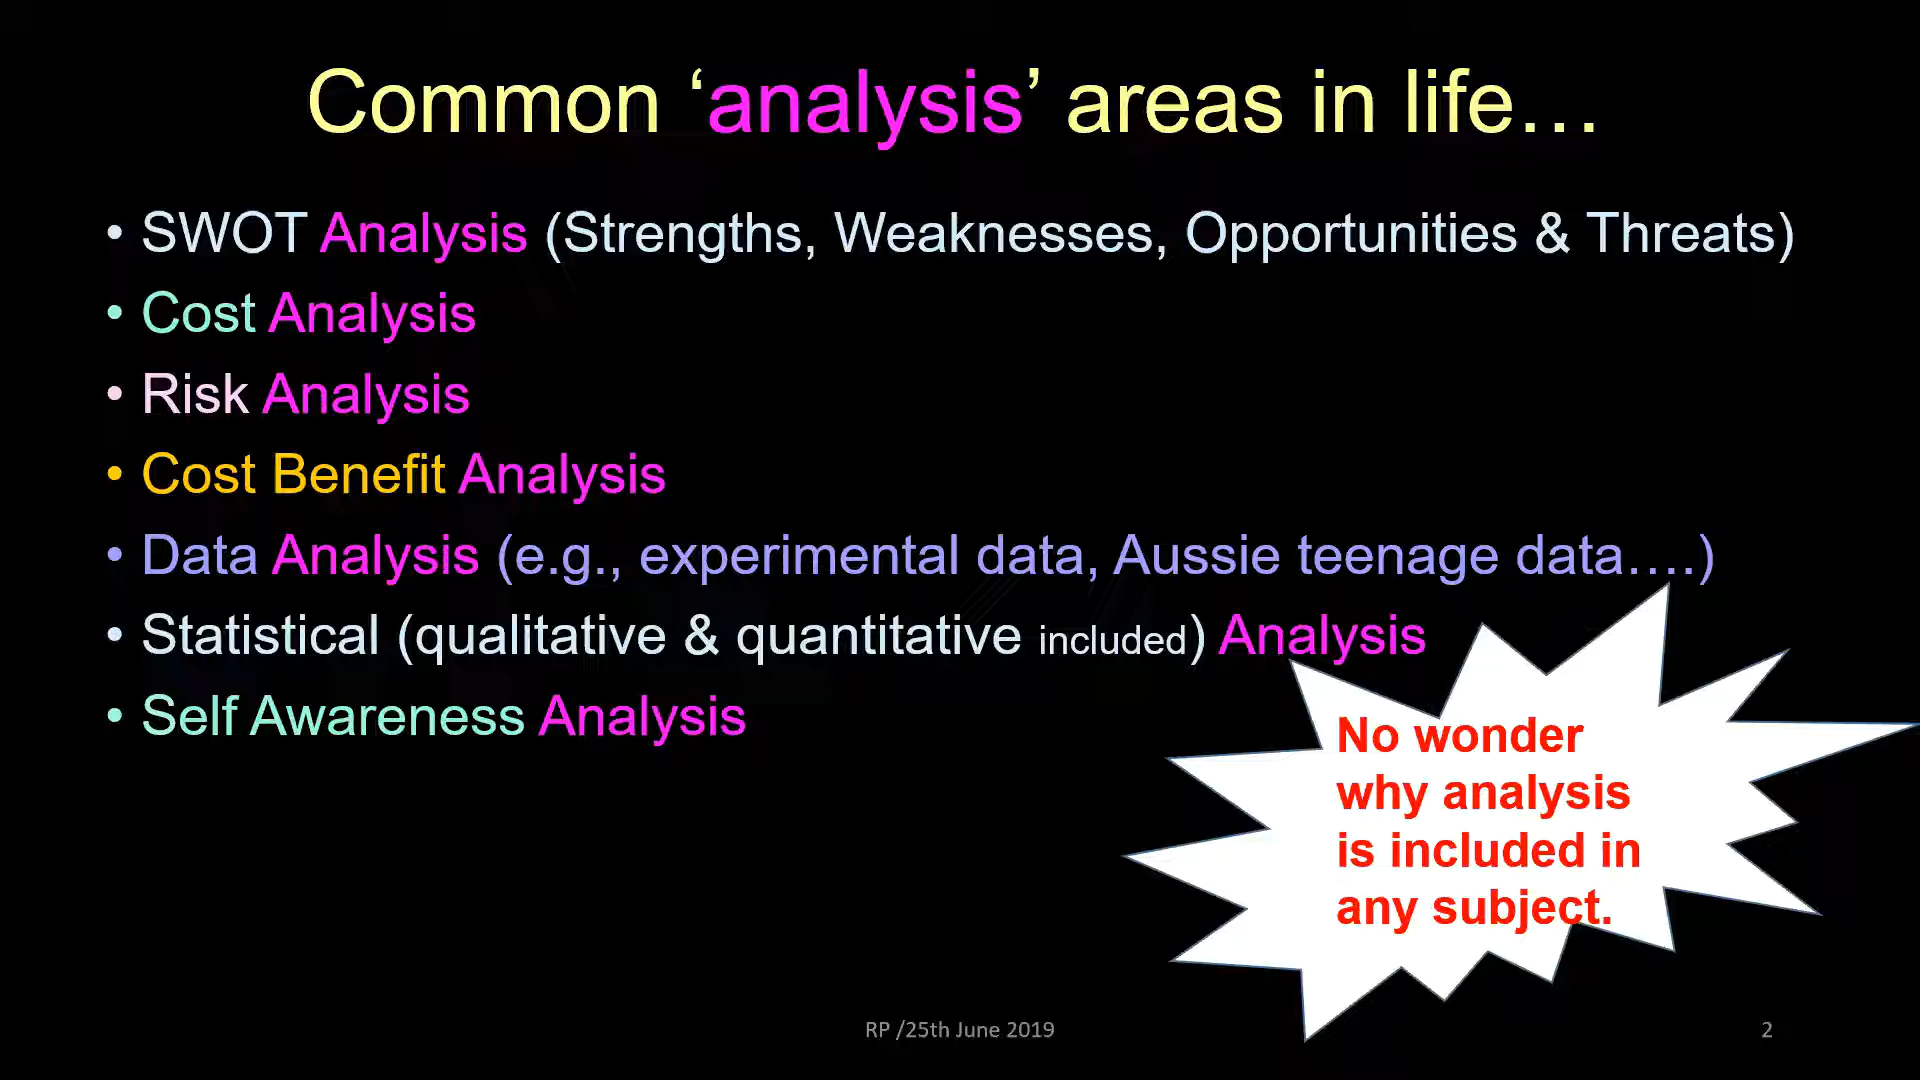 Common ‘analysis’ areas in life…
• SWOT Analysis (Strengths, Weaknesses, Opportunities & Threats)
• Cost Analysis
• Risk Analysis
• Cost Benefit Analysis
• Data Analysis (e.g., experimental data, Aussie teenage data….)
• Statistical (qualitative & quantitative included) Analysis
• Self Awareness Analysis
No wonder
why analysis
is included in
any subject.
RP /25th June 2019
2